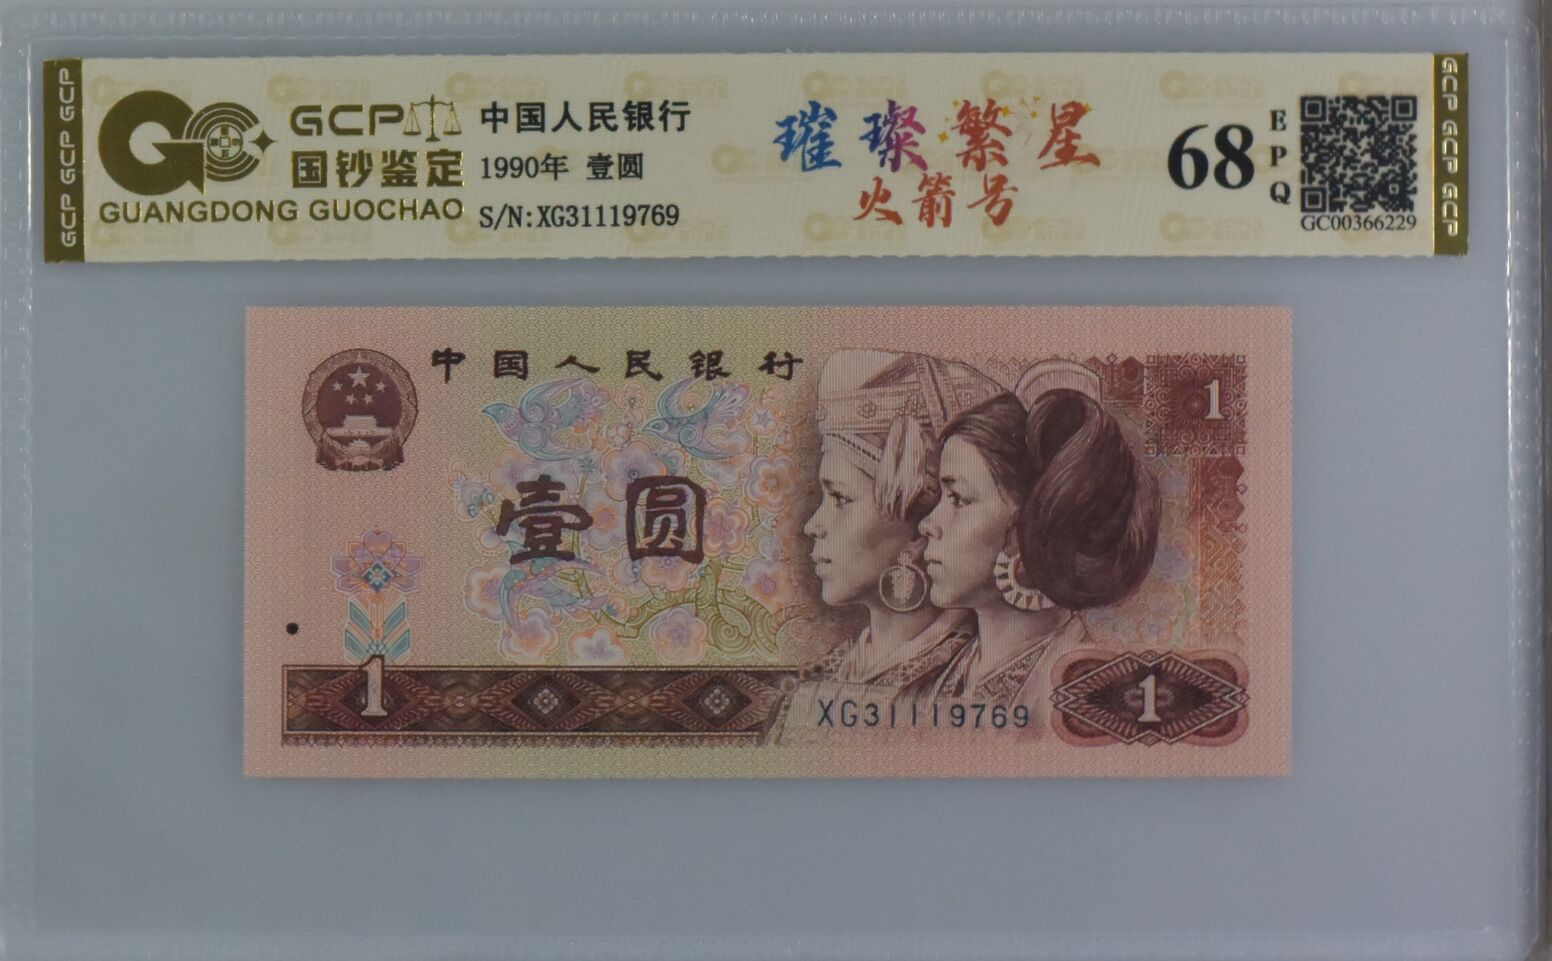 GCP GCP GCP
GCP
国钞鉴定
GUANGDONG GUOCHAO
中国人民银行
1990年 壹圆
S/N:XG31119769
璀璨繁星
火箭号
68
EPQ
GC00366229
GCP GCP GCP
中国人民银行
1
壹圆
1
XG31119769
1